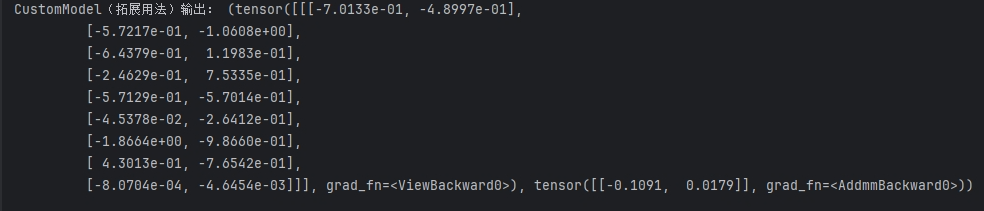 CustomModel（拓展用法）输出： (tensor([[[-7.0133e-01, -4.8997e-01],
[-5.7217e-01, -1.0608e+00],
[-6.4379e-01,  1.1983e-01],
[-2.4629e-01,  7.5335e-01],
[-5.7129e-01, -5.7014e-01],
[-4.5378e-02, -2.6412e-01],
[-1.8664e+00, -9.8660e-01],
[ 4.3013e-01, -7.6542e-01],
[-8.0704e-04, -4.6454e-03]]], grad_fn=<ViewBackward0>), tensor([[-0.1091,  0.0179]], grad_fn=<AddmmBackward0>))